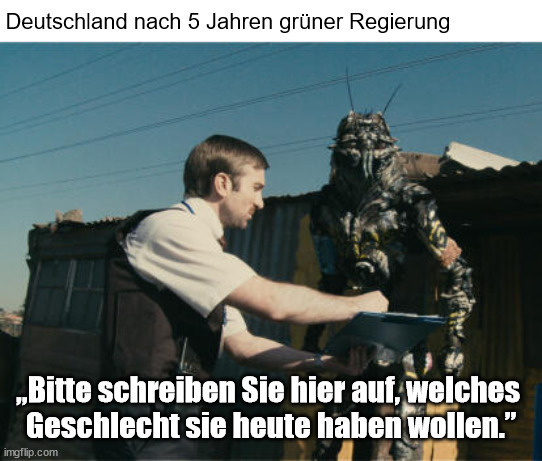 Deutschland nach 5 Jahren grüner Regierung
„Bitte schreiben Sie hier auf, welches
Geschlecht sie heute haben wollen.”
imgflip.com